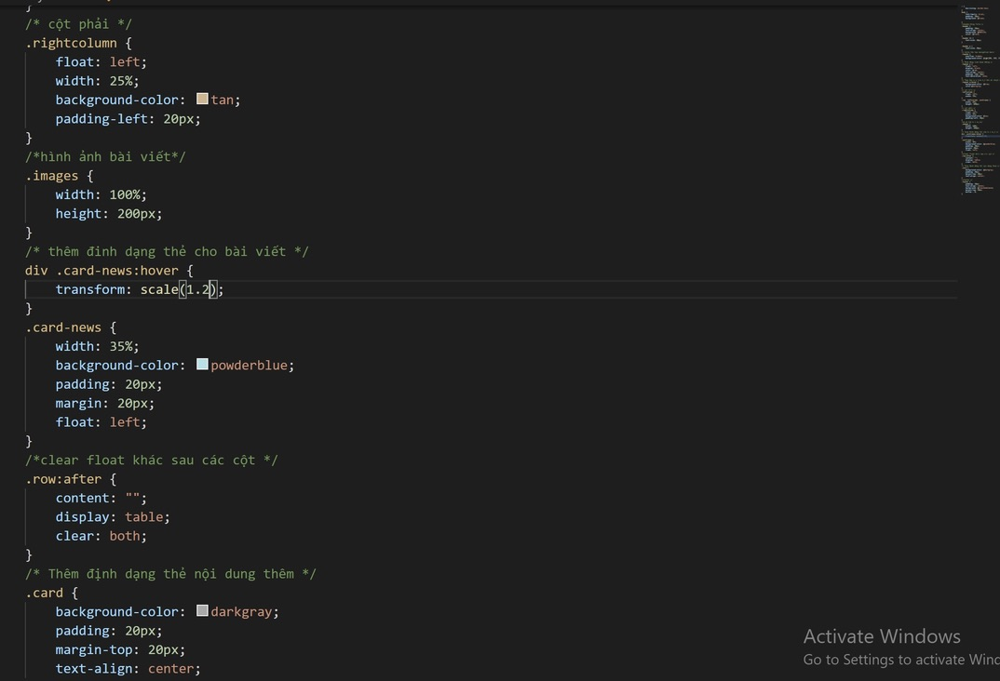 }
/* cột phải */
.rightcolumn {
    float: left;
    width: 25%;
    background-color: tan;
    padding-left: 20px;
}
/*hình ảnh bài viết*/
.images {
    width: 100%;
    height: 200px;
}
/* thêm đinh dạng thẻ cho bài viết */
div .card-news:hover {
    transform: scale(1.2);
}
.card-news {
    width: 35%;
    background-color: powderblue;
    padding: 20px;
    margin: 20px;
    float: left;
}
/*clear float khác sau các cột */
.row:after {
    content: "";
    display: table;
    clear: both;
}
/* Thêm định dạng thẻ nội dung thêm */
.card {
    background-color: darkgray;
    padding: 20px;
    margin-top: 20px;
    text-align: center;
Activate Windows
Go to Settings to activate Wind